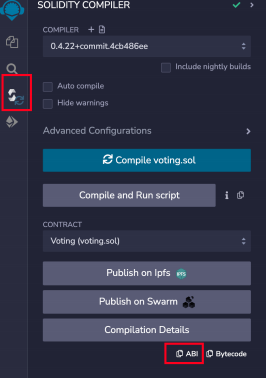 SOLIDITY COMPILER
COMPILER
0.4.22+commit.4cb486ee
Include nightly builds
Auto compile
Hide warnings
Advanced Configurations
Compile voting.sol
Compile and Run script
CONTRACT
Voting (voting.sol)
Publish on Ipfs
IPFS
Publish on Swarm
Compilation Details
ABI
Bytecode